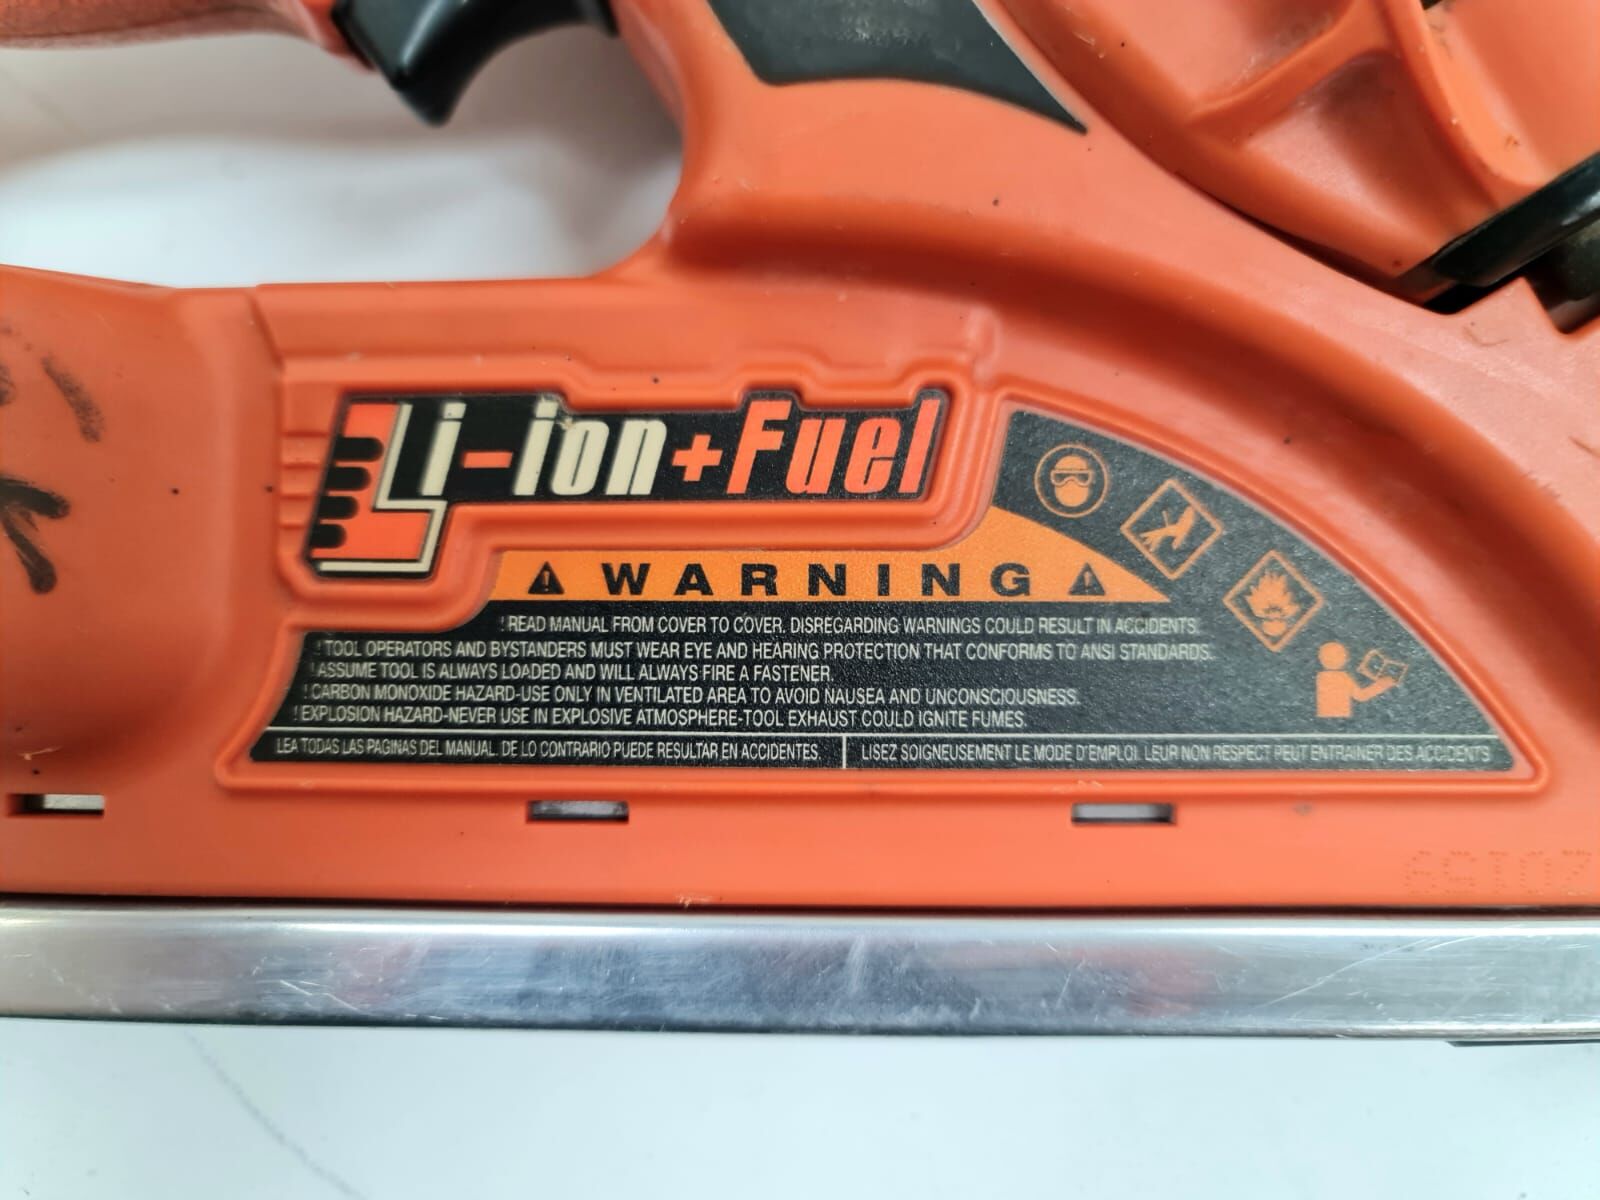 Li-ion+Fuel
WARNING
! READ MANUAL FROM COVER TO COVER. DISREGARDING WARNINGS COULD RESULT IN ACCIDENTS.
! TOOL OPERATORS AND BYSTANDERS MUST WEAR EYE AND HEARING PROTECTION THAT CONFORMS TO ANSI STANDARDS.
! ASSUME TOOL IS ALWAYS LOADED AND WILL ALWAYS FIRE A FASTENER.
! CARBON MONOXIDE HAZARD-USE ONLY IN VENTILATED AREA TO AVOID NAUSEA AND UNCONSCIOUSNESS.
! EXPLOSION HAZARD-NEVER USE IN EXPLOSIVE ATMOSPHERE-TOOL EXHAUST COULD IGNITE FUMES.
LEA TODAS LAS PAGINAS DEL MANUAL. DE LO CONTRARIO PUEDE RESULTAR EN ACCIDENTES.
LISEZ SOIGNEUSEMENT LE MODE D'EMPLOI. LEUR NON RESPECT PEUT ENTRAINER DES ACCIDENTS